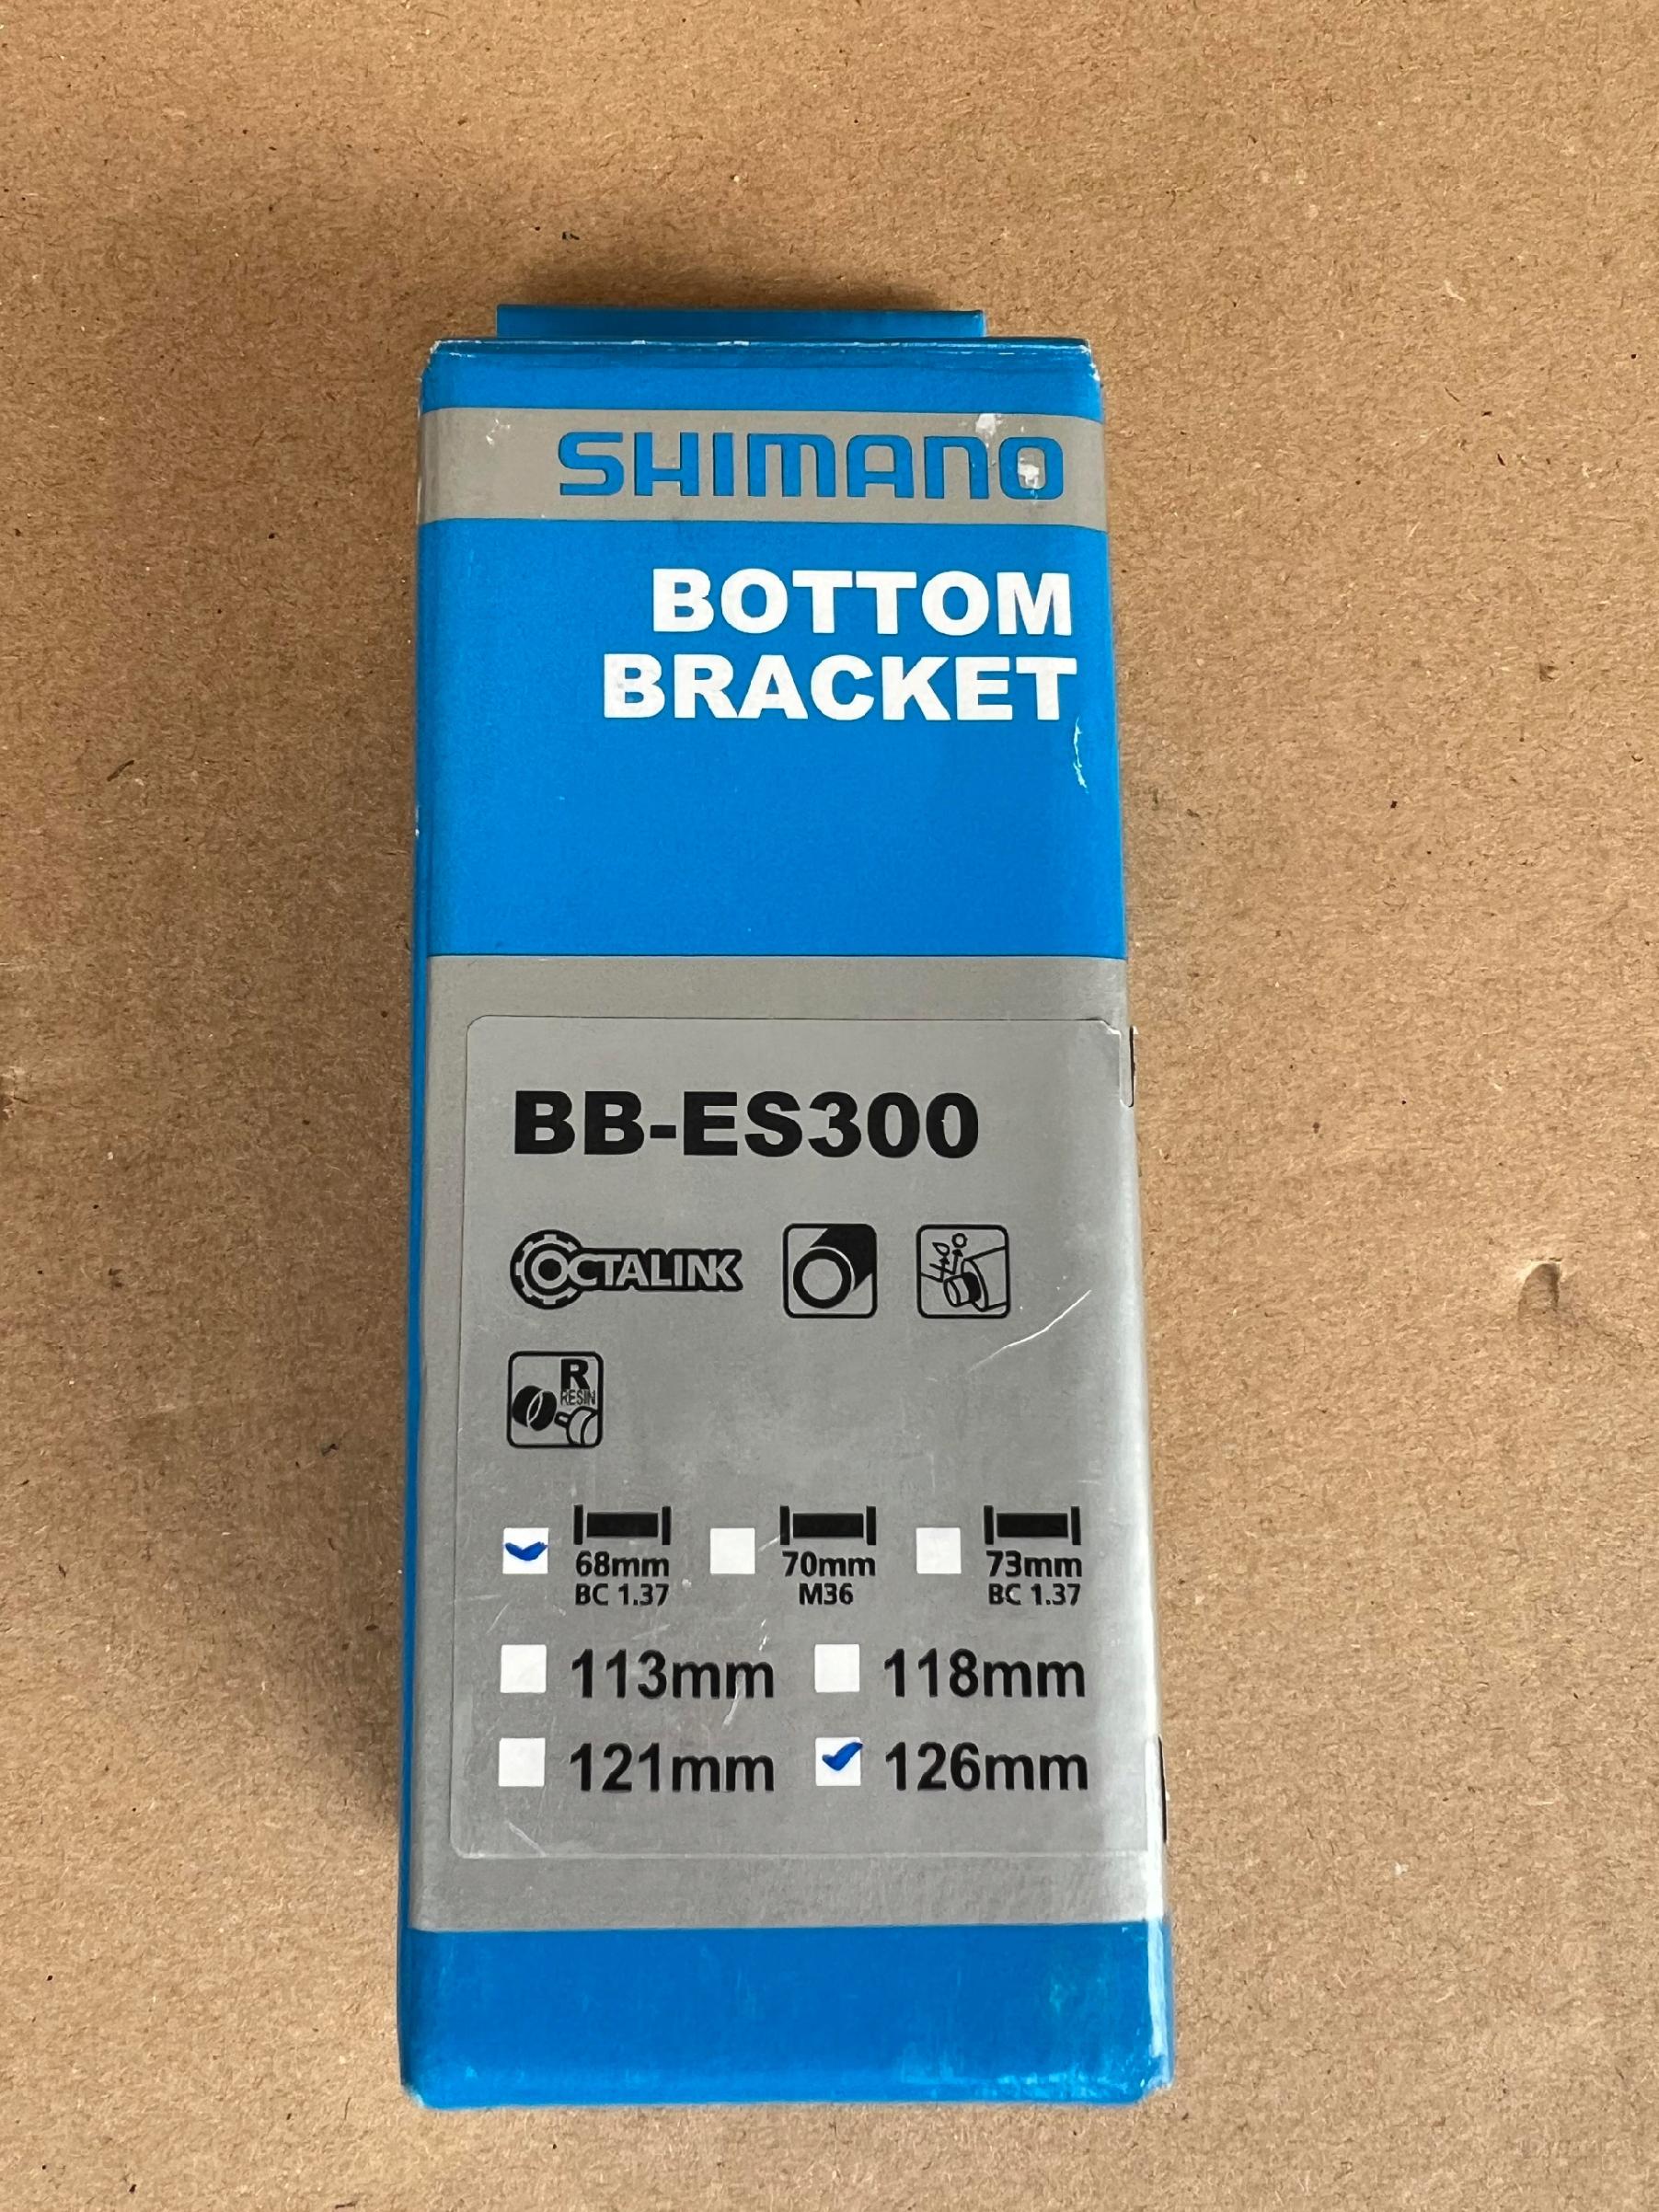 SHIMANO
BOTTOM
BRACKET
BB-ES300
OCTALINK
R
RESIN
68mm 70mm 73mm
BC 1.37 M36 BC 1.37
113mm 118mm
121mm 126mm